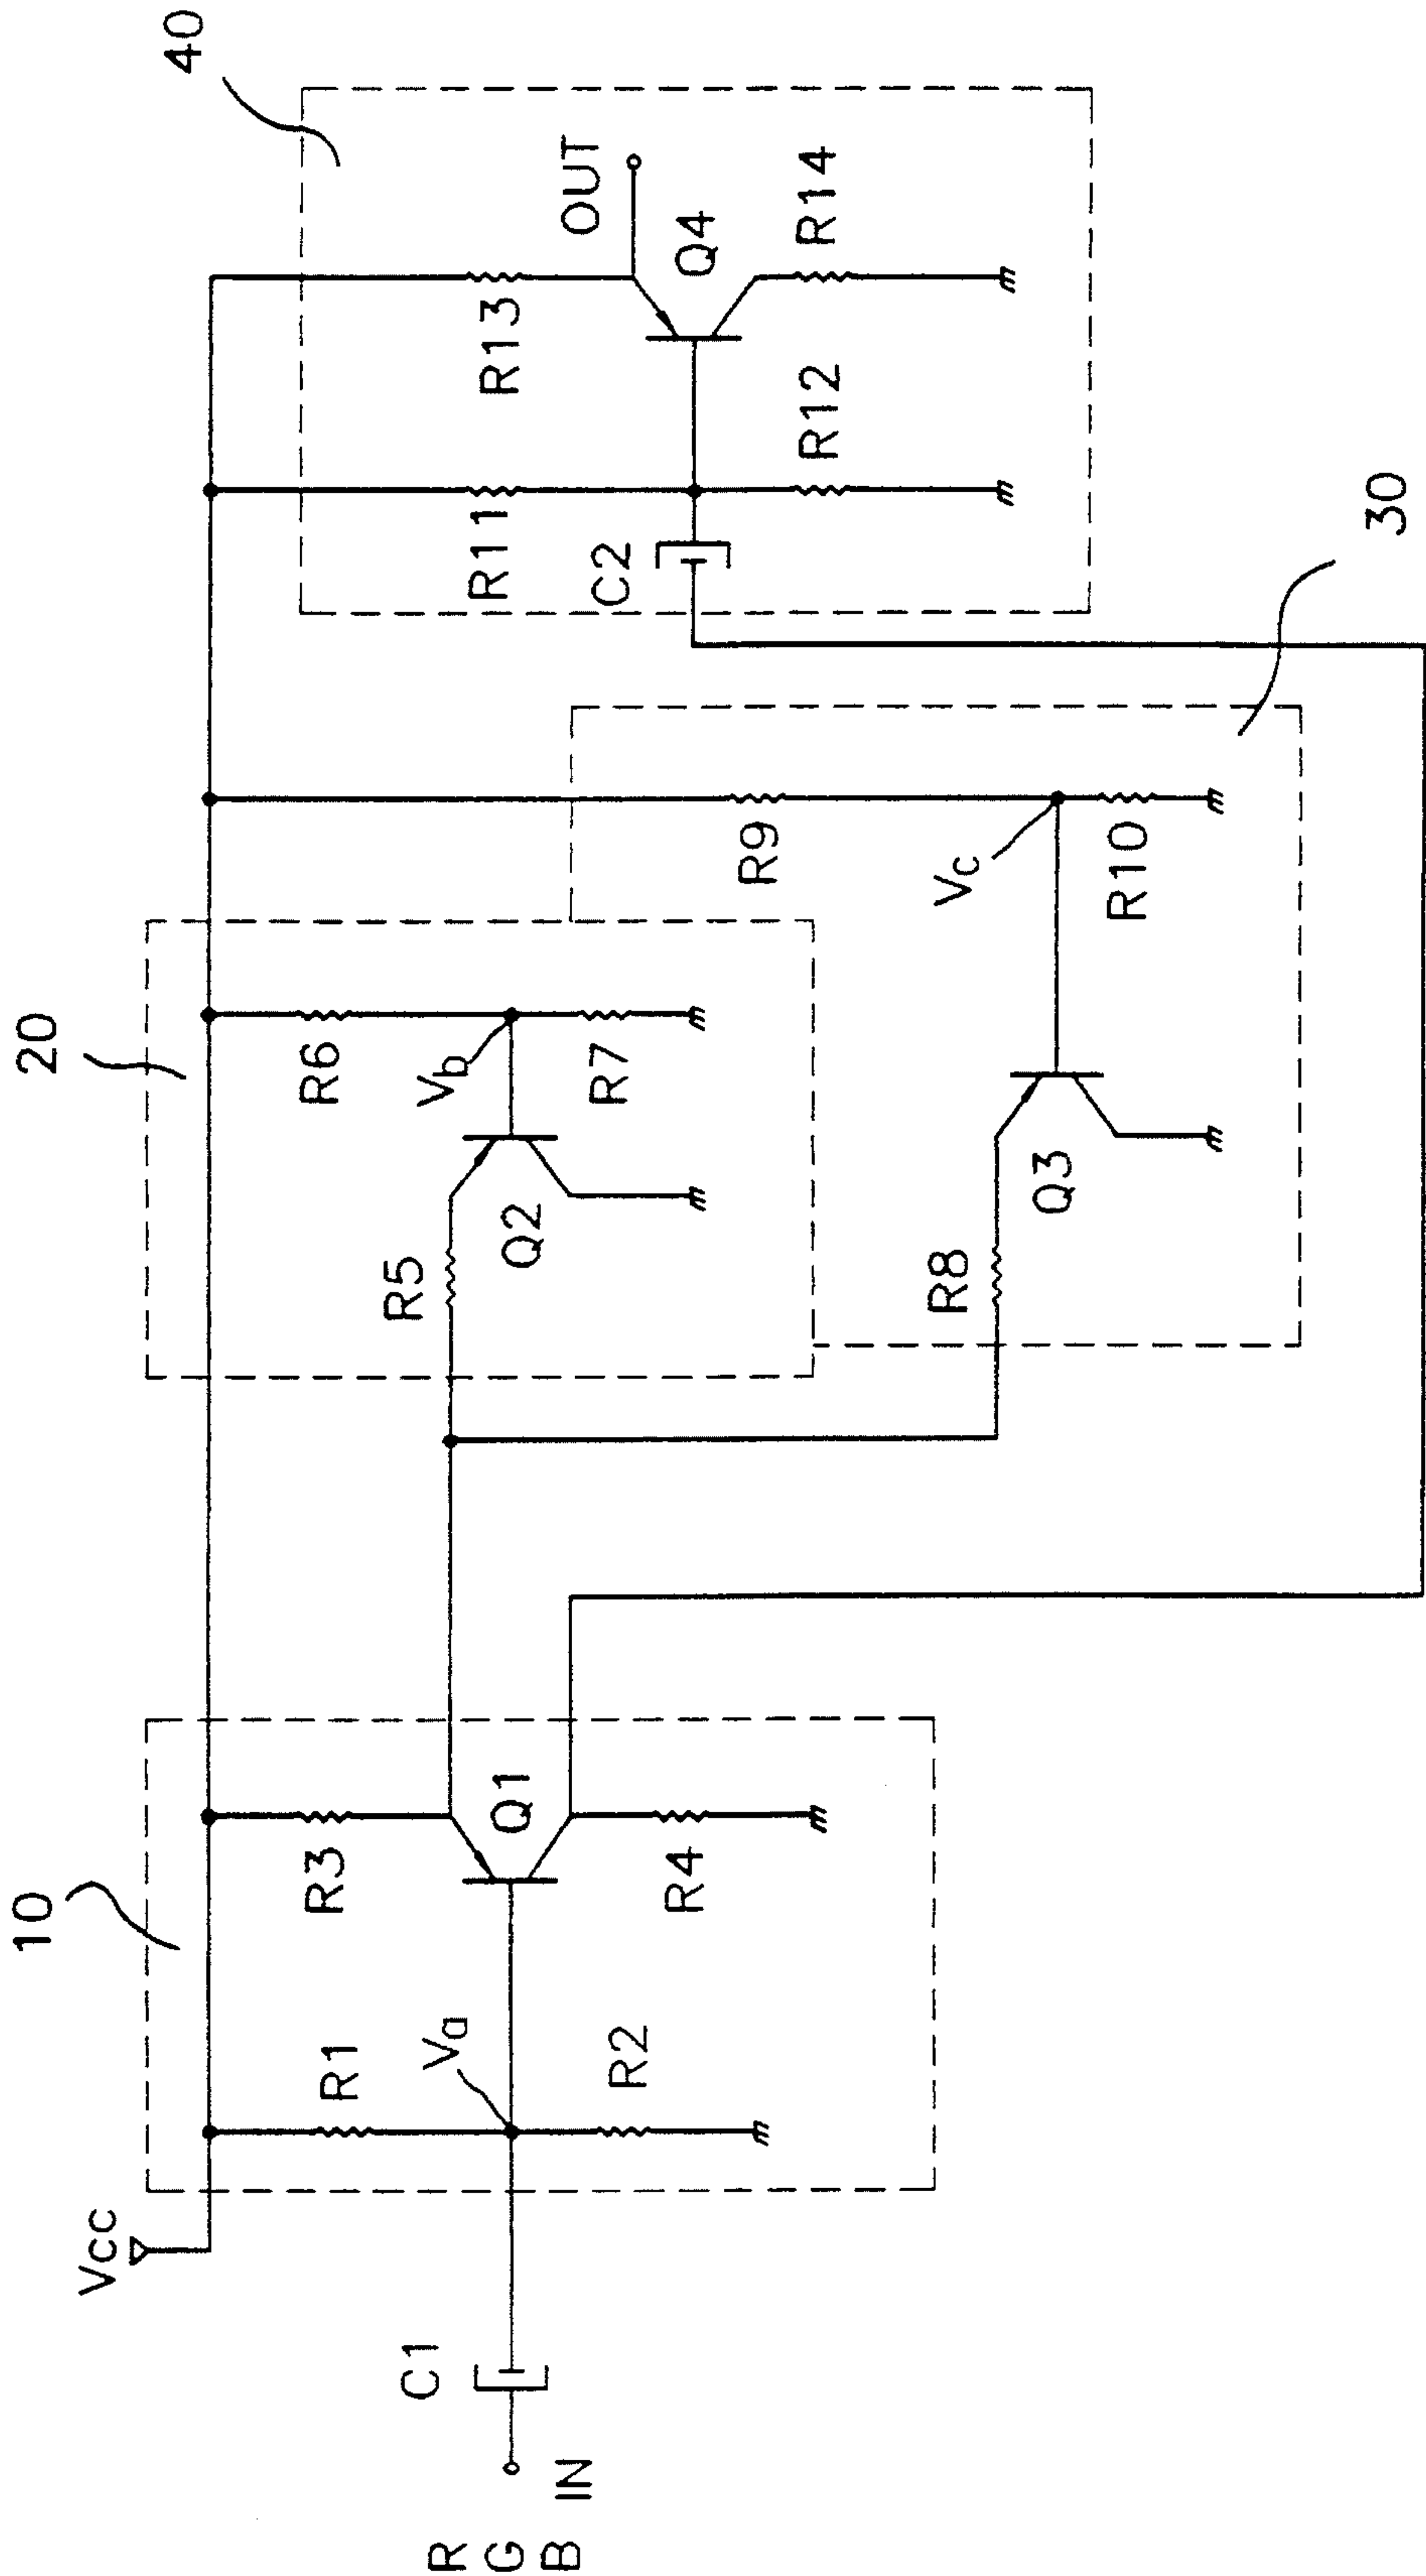 Vcc
10
20
40
R1
R3
R6
R11
R13
OUT
Va
Q1
R5
Vb
C2
Q4
C1
R2
R4
Q2
R7
R12
R14
R
G
B
IN
R8
R9
Q3
Vc
R10
30